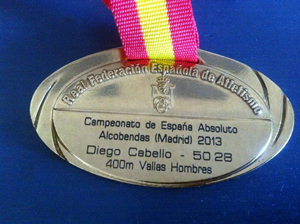 Real Federación Española de Atletismo
Campeonato de España Absoluto
Alcobendas (Madrid) 2013
Diego Cabello - 50 28
400m Vallas Hombres